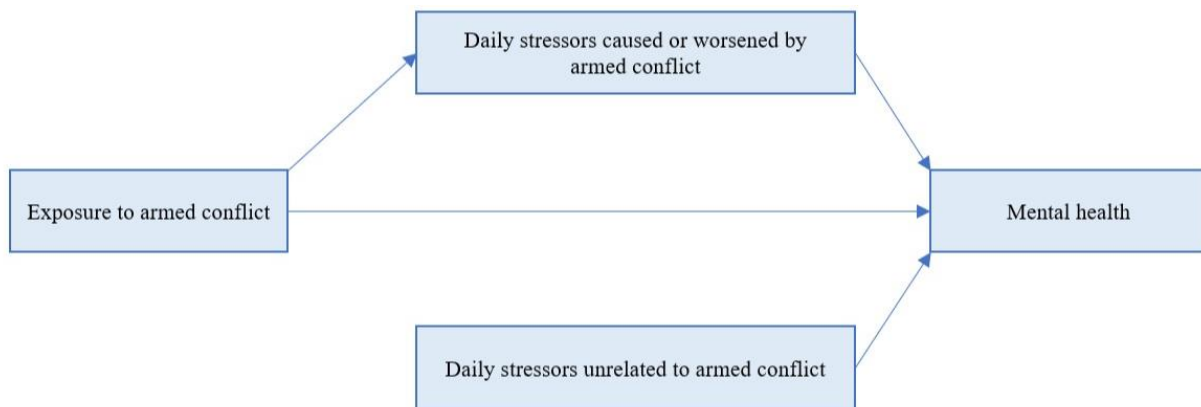 Daily stressors caused or worsened by
armed conflict
Exposure to armed conflict
Mental health
Daily stressors unrelated to armed conflict